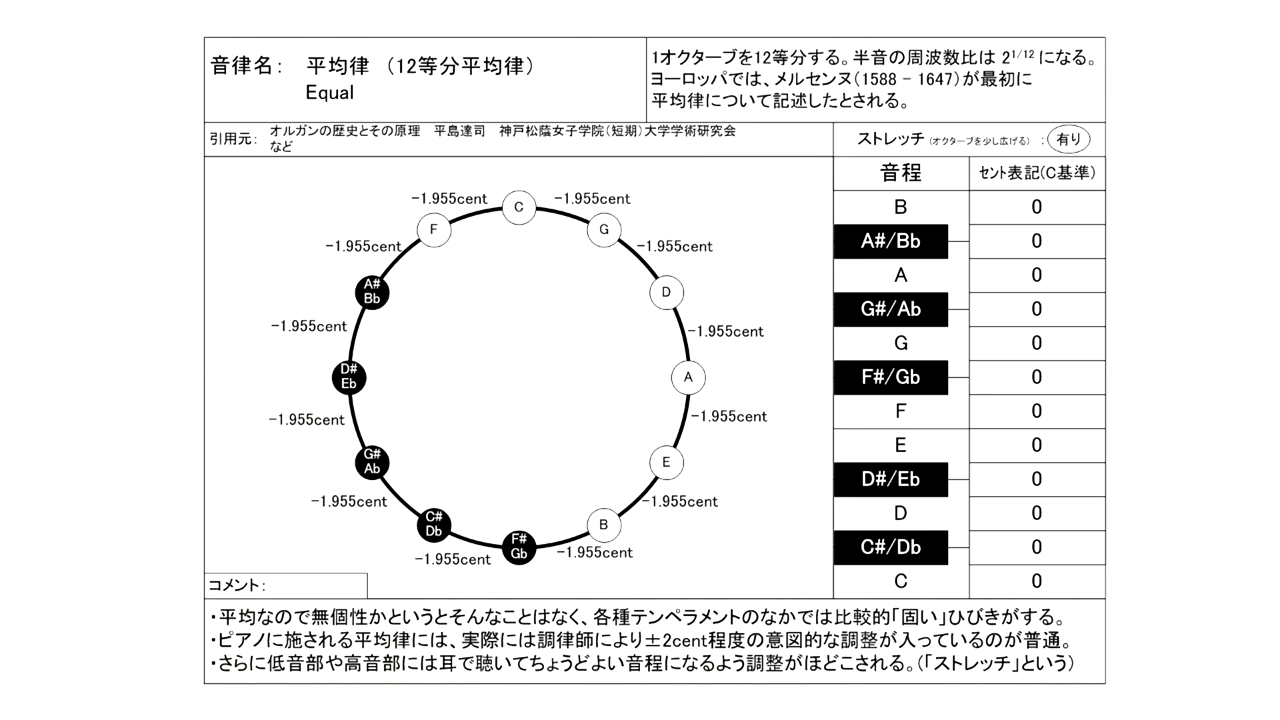 音律名： 平均律 （12等分平均律）
Equal
1オクターブを12等分する。半音の周波数比は 2^1/12 になる。
ヨーロッパでは、メルセンヌ（1588 - 1647）が最初に
平均律について記述したとされる。
引用元： オルガンの歴史とその原理 平島達司 神戸松蔭女子学院（短期）大学学術研究会
など
ストレッチ （オクターブを少し広げる） ： 有り
-1.955cent
C
-1.955cent
F
G
-1.955cent
-1.955cent
A#
Bb
D
-1.955cent
-1.955cent
D#
Eb
A
-1.955cent
-1.955cent
G#
Ab
E
-1.955cent
-1.955cent
C#
Db
B
F#
Gb
-1.955cent
-1.955cent
音程 セント表記（C基準）
B 0
A#/Bb 0
A 0
G#/Ab 0
G 0
F#/Gb 0
F 0
E 0
D#/Eb 0
D 0
C#/Db 0
C 0
コメント：
・平均なので無個性かというとそんなことはなく、各種テンペラメントのなかでは比較的「固い」ひびきがする。
・ピアノに施される平均律には、実際には調律師により±2cent程度の意図的な調整が入っているのが普通。
・さらに低音部や高音部には耳で聴いてちょうどよい音程になるよう調整がほどこされる。（「ストレッチ」という）